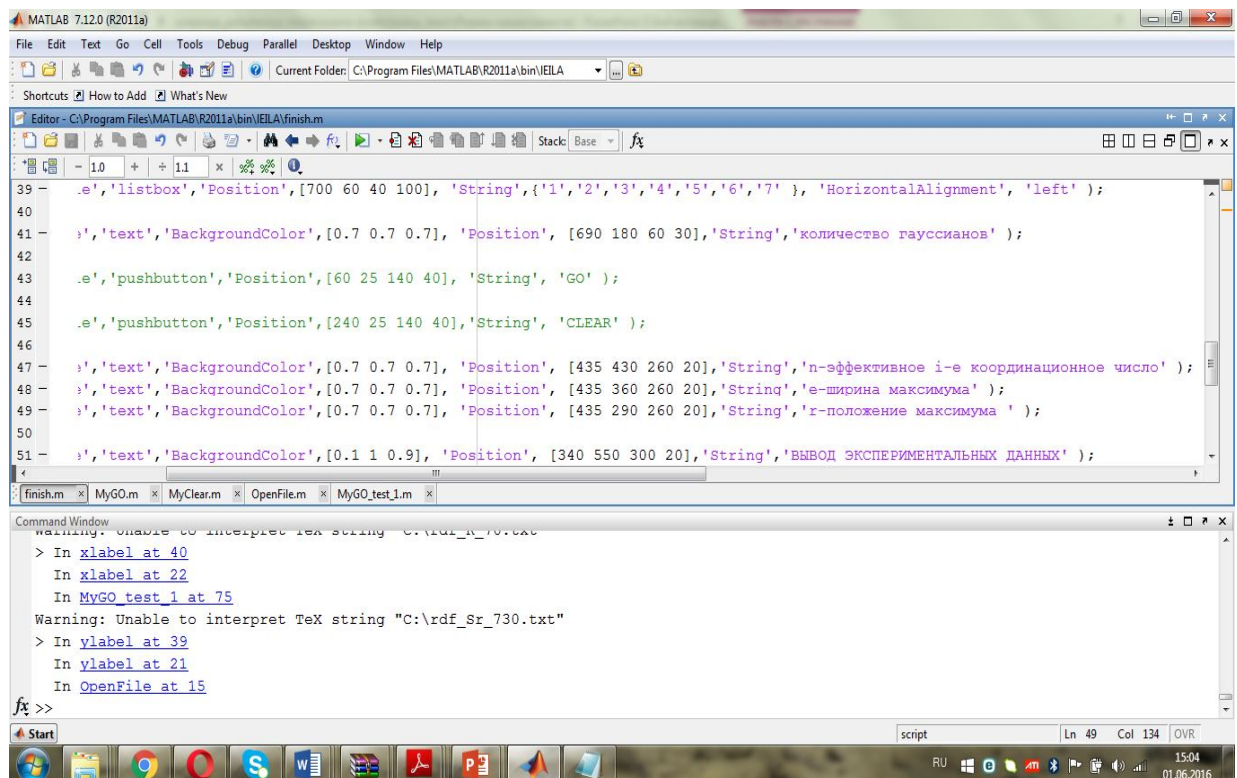 MATLAB 7.12.0 (R2011a)
File Edit Text Go Cell Tools Debug Parallel Desktop Window Help
Current Folder: C:\Program Files\MATLAB\R2011a\bin\IEILA
Shortcuts How to Add What's New
Editor - C:\Program Files\MATLAB\R2011a\bin\IEILA\finish.m
Stack: Base fx
- 1.0 + ÷ 1.1 ×
39 - .e','listbox','Position',[700 60 40 100], 'String',{'1','2','3','4','5','6','7' }, 'HorizontalAlignment', 'left' );
40
41 - ','text','BackgroundColor',[0.7 0.7 0.7], 'Position', [690 180 60 30],'String','количество гауссианов' );
42
43 .e','pushbutton','Position',[60 25 140 40], 'String', 'GO' );
44
45 .e','pushbutton','Position',[240 25 140 40],'String', 'CLEAR' );
46
47 - ','text','BackgroundColor',[0.7 0.7 0.7], 'Position', [435 430 260 20],'String','n-эффективное i-е координационное число' );
48 - ','text','BackgroundColor',[0.7 0.7 0.7], 'Position', [435 360 260 20],'String','e-ширина максимума' );
49 - ','text','BackgroundColor',[0.7 0.7 0.7], 'Position', [435 290 260 20],'String','r-положение максимума ' );
50
51 - ','text','BackgroundColor',[0.1 1 0.9], 'Position', [340 550 300 20],'String','ВЫВОД ЭКСПЕРИМЕНТАЛЬНЫХ ДАННЫХ' );
finish.m × MyGO.m × MyClear.m × OpenFile.m × MyGO_test_1.m ×
Command Window
Warning: Unable to interpret TeX string "C:\rdf_R_70.txt"
> In xlabel at 40
In xlabel at 22
In MyGO_test_1 at 75
Warning: Unable to interpret TeX string "C:\rdf_Sr_730.txt"
> In ylabel at 39
In ylabel at 21
In OpenFile at 15
fx >>
Start script Ln 49 Col 134 OVR
RU 15:04
01.06.2016